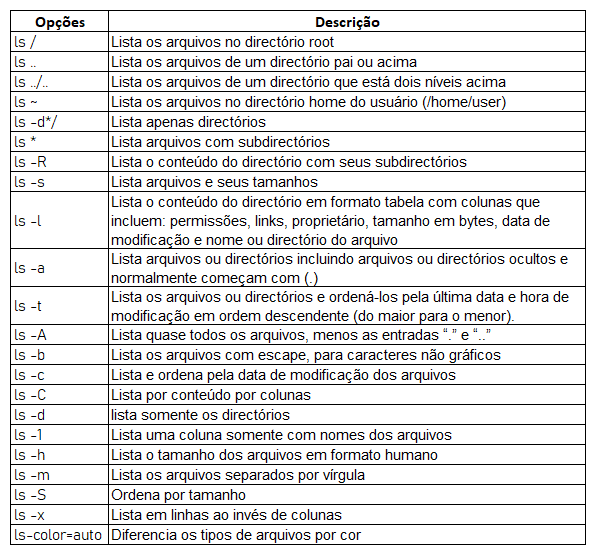 Opções Descrição
ls / Lista os arquivos no directório root
ls .. Lista os arquivos de um directório pai ou acima
ls ../.. Lista os arquivos de um directório que está dois níveis acima
ls ~ Lista os arquivos no directório home do usuário (/home/user)
ls -d*/ Lista apenas directórios
ls * Lista arquivos com subdirectórios
ls -R Lista o conteúdo do directório com seus subdirectórios
ls -s Lista arquivos e seus tamanhos
ls -l Lista o conteúdo do directório em formato tabela com colunas que
incluem: permissões, links, proprietário, tamanho em bytes, data de
modificação e nome ou directório do arquivo
ls -a Lista arquivos ou directórios incluindo arquivos ou directórios ocultos e
normalmente começam com (.)
ls -t Lista os arquivos ou directórios e ordená-los pela última data e hora de
modificação em ordem descendente (do maior para o menor).
ls -A Lista quase todos os arquivos, menos as entradas “.” e “..”
ls -b Lista os arquivos com escape, para caracteres não gráficos
ls -c Lista e ordena pela data de modificação dos arquivos
ls -C Lista por conteúdo por colunas
ls -d lista somente os directórios
ls -1 Lista uma coluna somente com nomes dos arquivos
ls -h Lista o tamanho dos arquivos em formato humano
ls -m Lista os arquivos separados por vírgula
ls -S Ordena por tamanho
ls -x Lista em linhas ao invés de colunas
ls-color=auto Diferencia os tipos de arquivos por cor